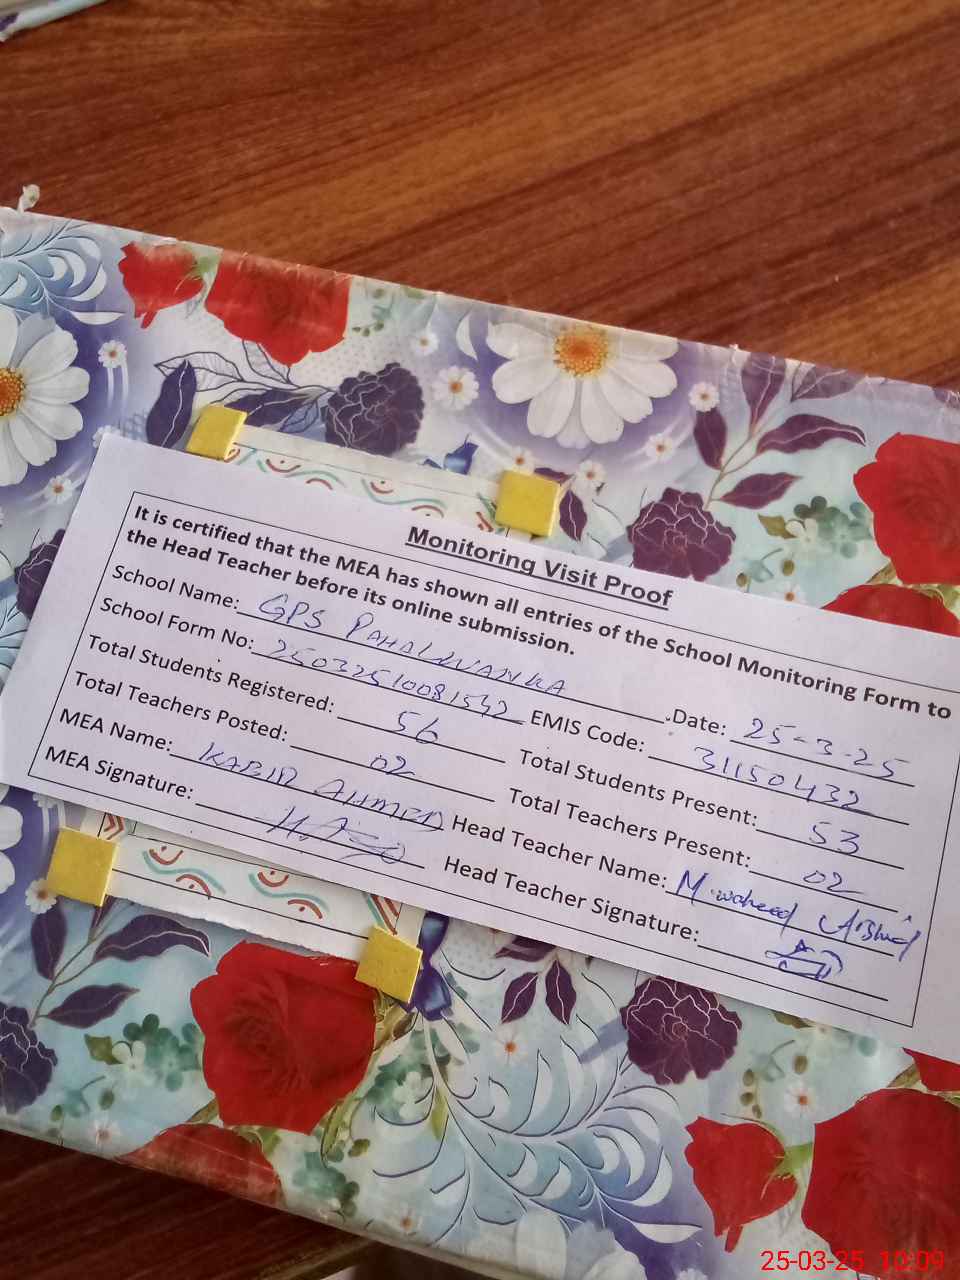 Monitoring Visit Proof
It is certified that the MEA has shown all entries of the School Monitoring Form to
the Head Teacher before its online submission.
School Name: GPS PAHALWANKA Date: 25-3-25
School Form No: 25032510081542 EMIS Code: 31150432
Total Students Registered: 56 Total Students Present: 53
Total Teachers Posted: 02 Total Teachers Present: 02
MEA Name: KABIR AHMED Head Teacher Name: M.waheed
MEA Signature: Head Teacher Signature:
25-03-25 10:09